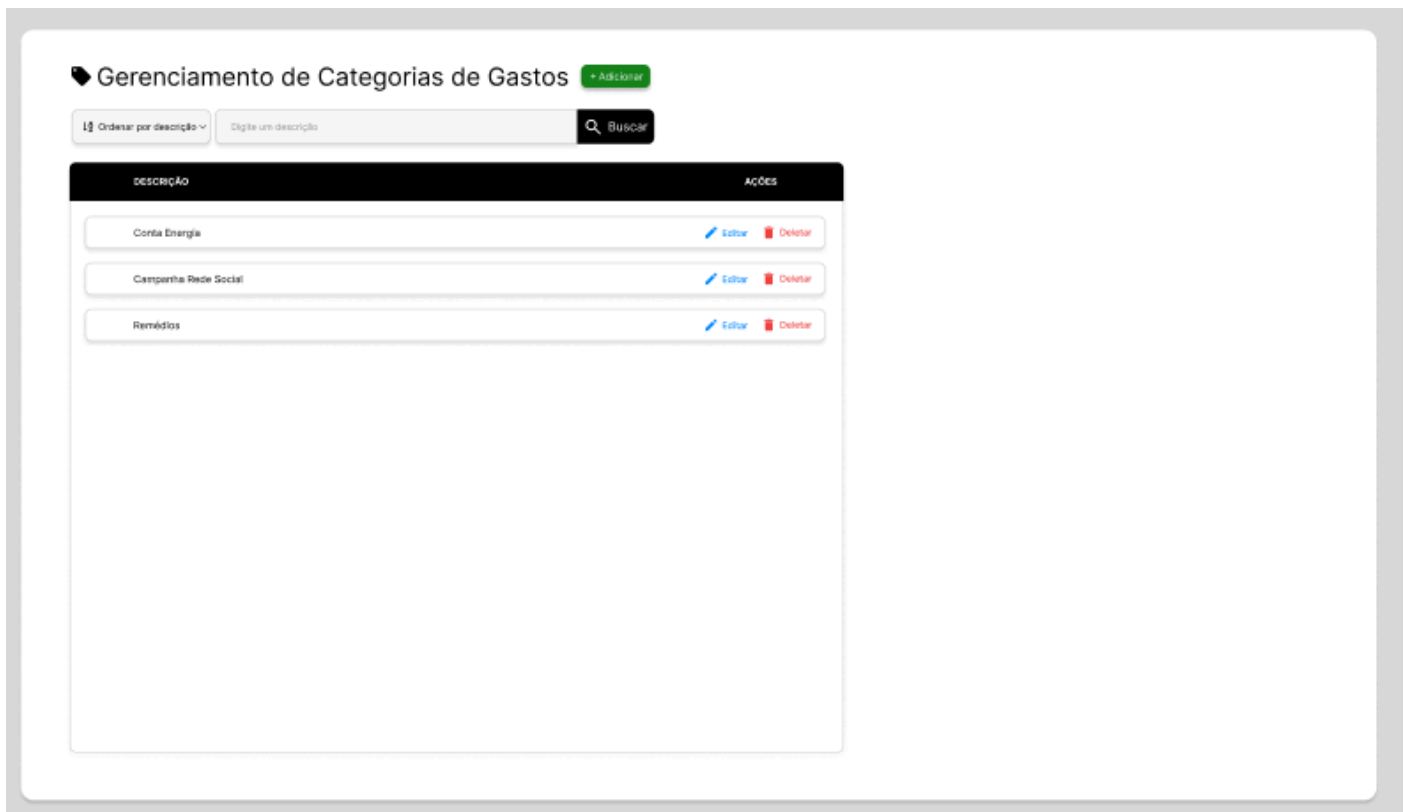 Gerenciamento de Categorias de Gastos + Adicionar
Ordenar por descrição Digite um descrição Buscar
DESCRIÇÃO AÇÕES
Conta Energia Editar Deletar
Campanha Rede Social Editar Deletar
Remédios Editar Deletar